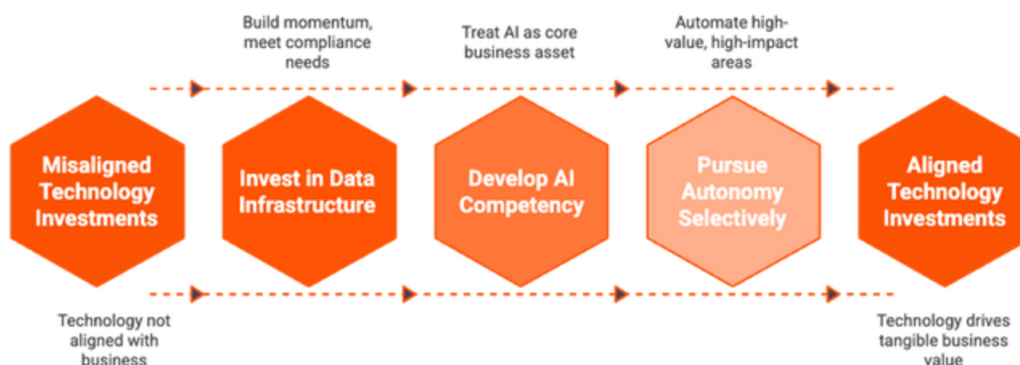 Build momentum,
meet compliance
needs
Treat AI as core
business asset
Automate high-
value, high-impact
areas
Misaligned
Technology
Investments
Invest in Data
Infrastructure
Develop AI
Competency
Pursue
Autonomy
Selectively
Aligned
Technology
Investments
Technology not
aligned with
business
Technology drives
tangible business
value